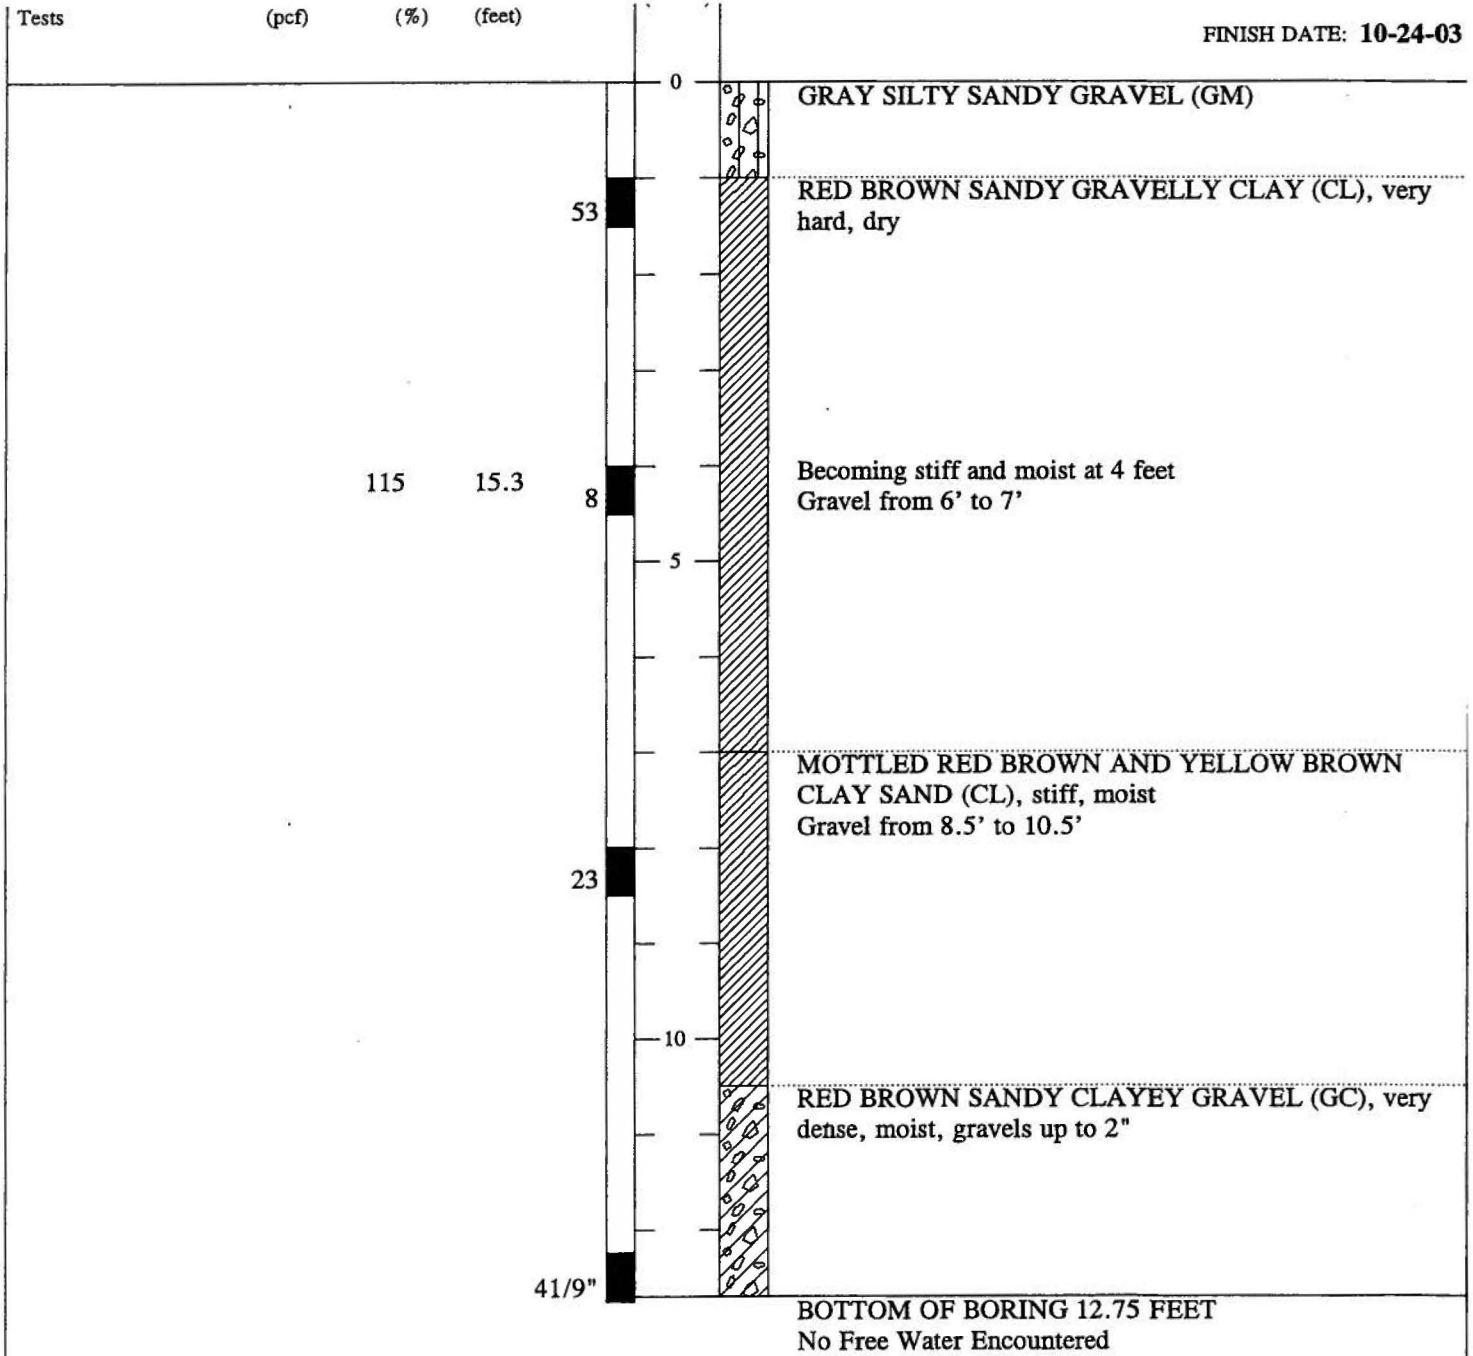 Tests (pcf) (%) (feet)
FINISH DATE: 10-24-03
0
GRAY SILTY SANDY GRAVEL (GM)
RED BROWN SANDY GRAVELLY CLAY (CL), very
53
hard, dry
Becoming stiff and moist at 4 feet
115 15.3 8
Gravel from 6' to 7'
5
MOTTLED RED BROWN AND YELLOW BROWN
CLAY SAND (CL), stiff, moist
Gravel from 8.5' to 10.5'
23
10
RED BROWN SANDY CLAYEY GRAVEL (GC), very
dense, moist, gravels up to 2"
41/9"
BOTTOM OF BORING 12.75 FEET
No Free Water Encountered